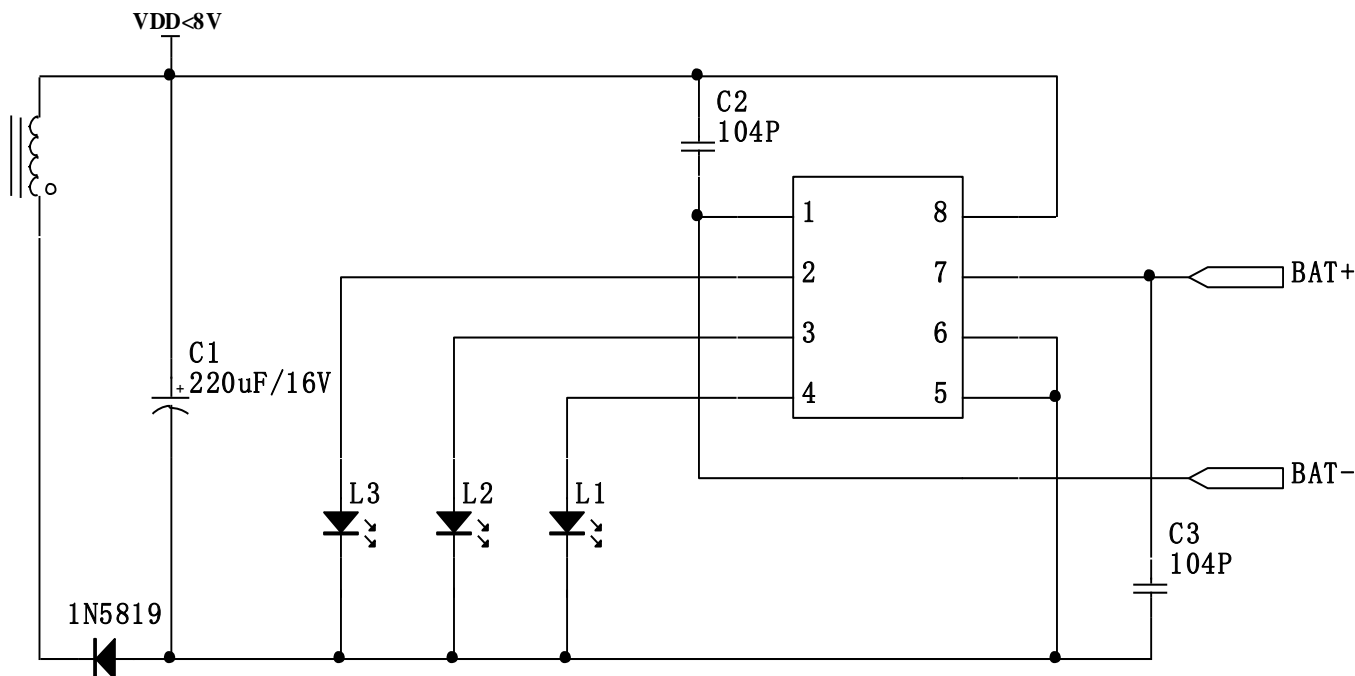 VDD<8V
C2
104P
1
8
2
7
BAT+
3
6
C1
+
220uF/16V
4
5
BAT-
L3
L2
L1
C3
104P
1N5819